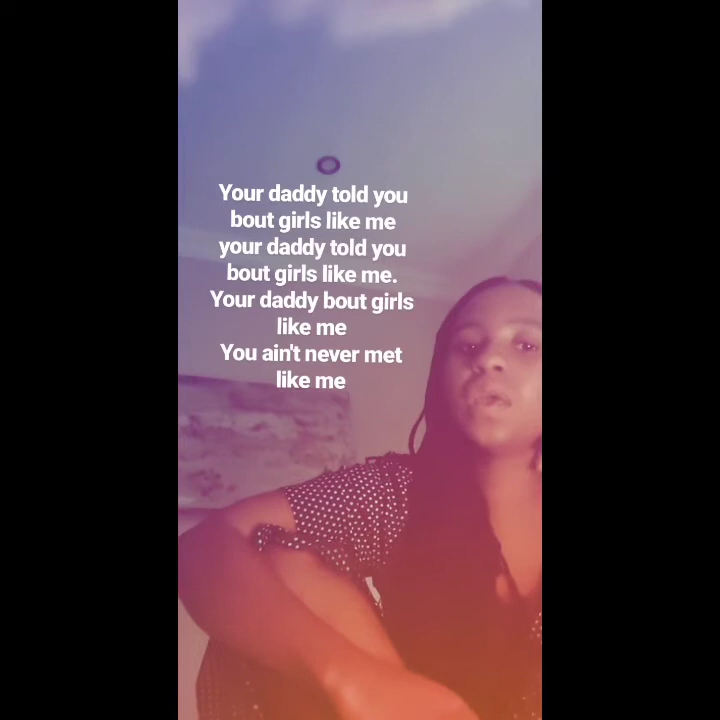 Your daddy told you
bout girls like me
your daddy told you
bout girls like me.
Your daddy bout girls
like me
You ain't never met
like me